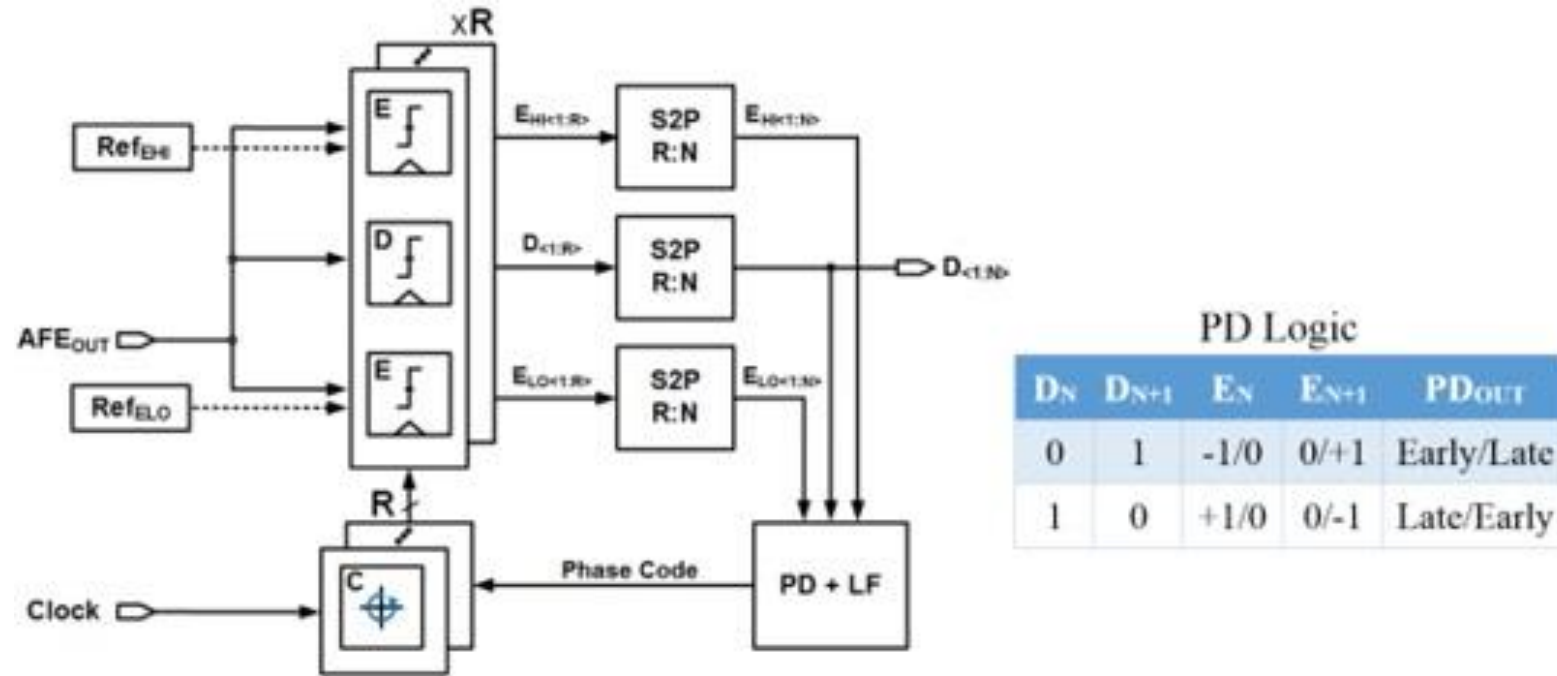 xR
E
E_HI<1:R>
S2P
R:N
E_HI<1:N>
Ref_EHI
D
D_<1:R>
S2P
R:N
D_<1:N>
AFE_OUT
E
E_LO<1:R>
S2P
R:N
E_LO<1:N>
Ref_ELO
R
Phase Code
PD + LF
C
Clock
PD Logic
D_N D_N+1 E_N E_N+1 PD_OUT
0 1 -1/0 0/+1 Early/Late
1 0 +1/0 0/-1 Late/Early